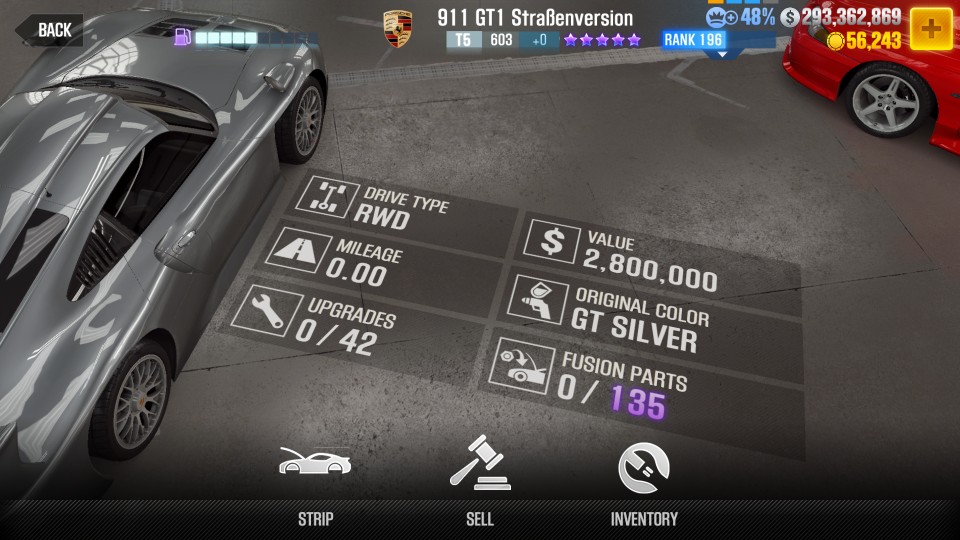 BACK
911 GT1 Straßenversion
T5 603 +0
RANK 196
48% $ 293,362,869
56,243
DRIVE TYPE
RWD
MILEAGE
0.00
UPGRADES
0/42
$ VALUE
2,800,000
ORIGINAL COLOR
GT SILVER
FUSION PARTS
0/ 135
STRIP
SELL
INVENTORY